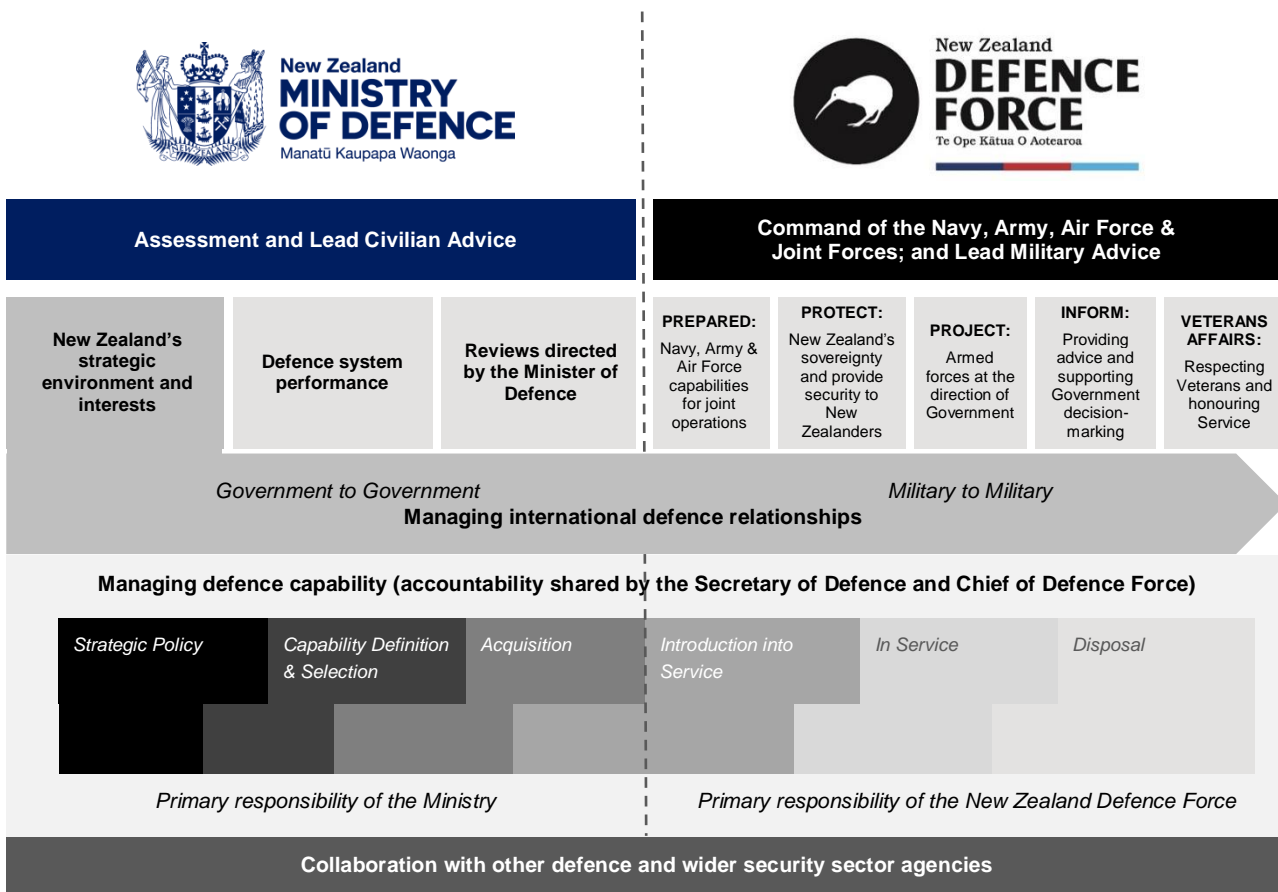 New Zealand
MINISTRY
OF DEFENCE
Manatū Kaupapa Waonga
NEW ZEALAND
New Zealand
DEFENCE
FORCE
Te Ope Kātua O Aotearoa
Assessment and Lead Civilian Advice
Command of the Navy, Army, Air Force &
Joint Forces; and Lead Military Advice
New Zealand's
strategic
environment and
interests
Defence system
performance
Reviews directed
by the Minister of
Defence
PREPARED:
Navy, Army &
Air Force
capabilities
for joint
operations
PROTECT:
New Zealand's
sovereignty
and provide
security to
New
Zealanders
PROJECT:
Armed
forces at the
direction of
Government
INFORM:
Providing
advice and
supporting
Government
decision-
marking
VETERANS
AFFAIRS:
Respecting
Veterans and
honouring
Service
Government to Government
Military to Military
Managing international defence relationships
Managing defence capability (accountability shared by the Secretary of Defence and Chief of Defence Force)
Strategic Policy
Capability Definition
& Selection
Acquisition
Introduction into
Service
In Service
Disposal
Primary responsibility of the Ministry
Primary responsibility of the New Zealand Defence Force
Collaboration with other defence and wider security sector agencies